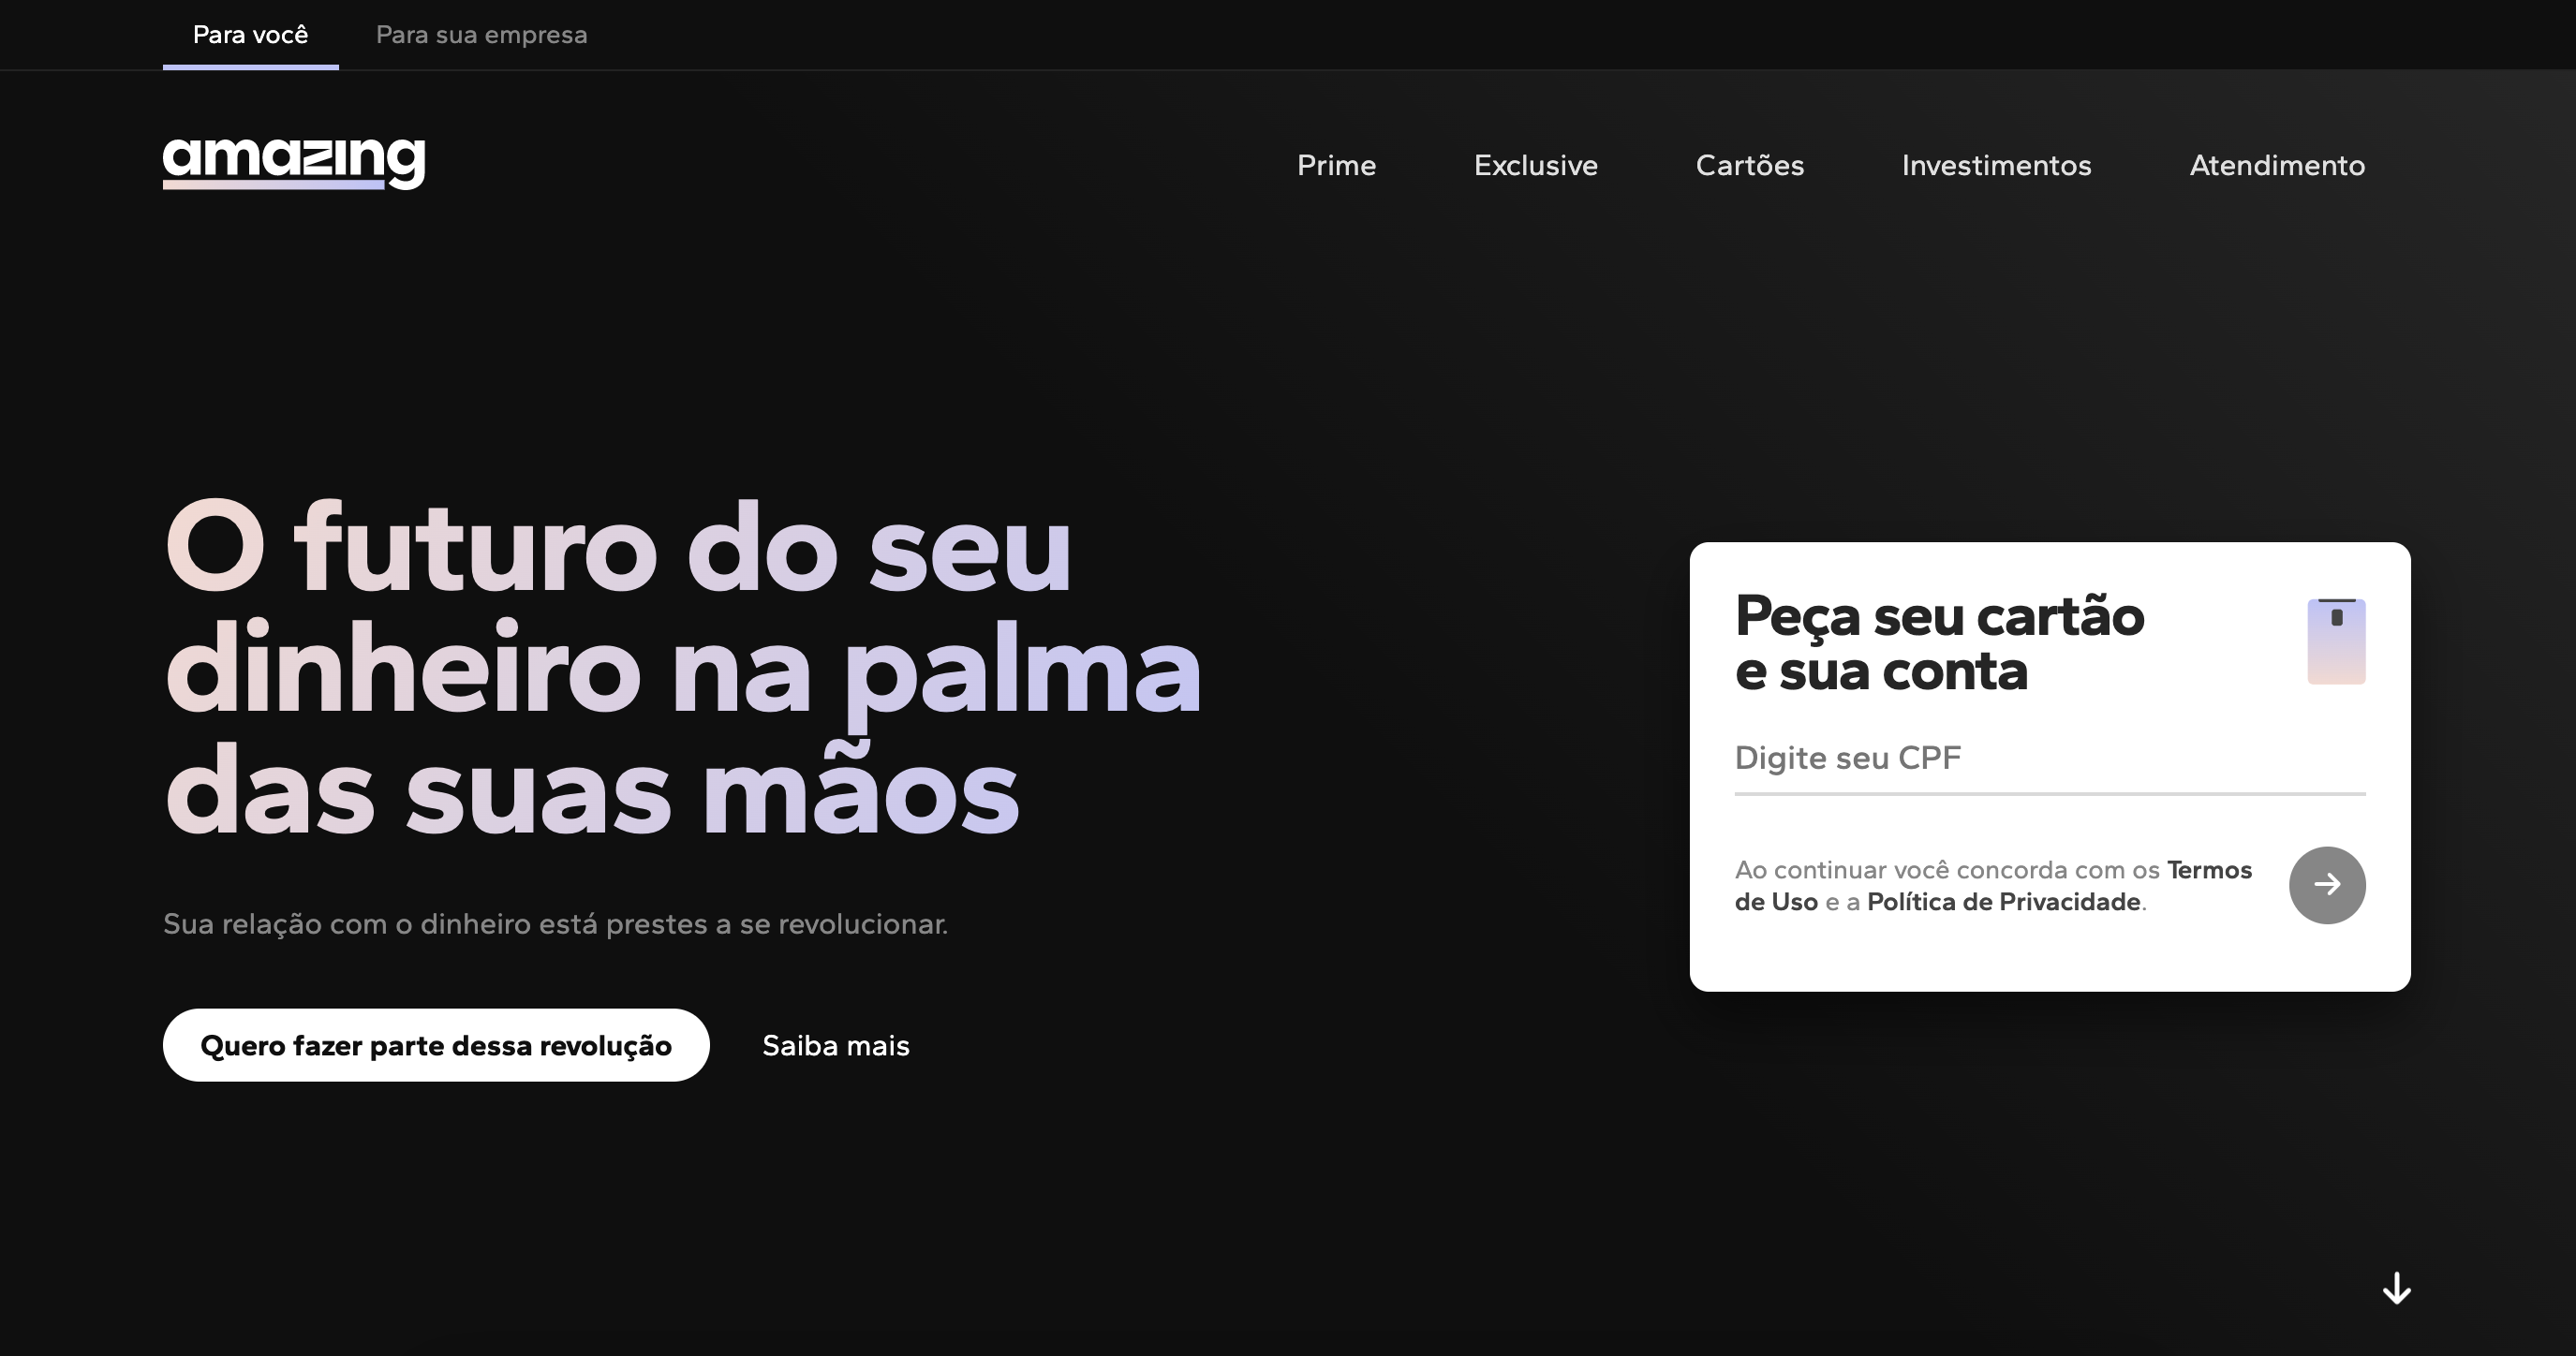 Para você
Para sua empresa
amazing
Prime
Exclusive
Cartões
Investimentos
Atendimento
O futuro do seu
dinheiro na palma
das suas mãos
Sua relação com o dinheiro está prestes a se revolucionar.
Quero fazer parte dessa revolução
Saiba mais
Peça seu cartão
e sua conta
Digite seu CPF
Ao continuar você concorda com os Termos
de Uso e a Política de Privacidade.